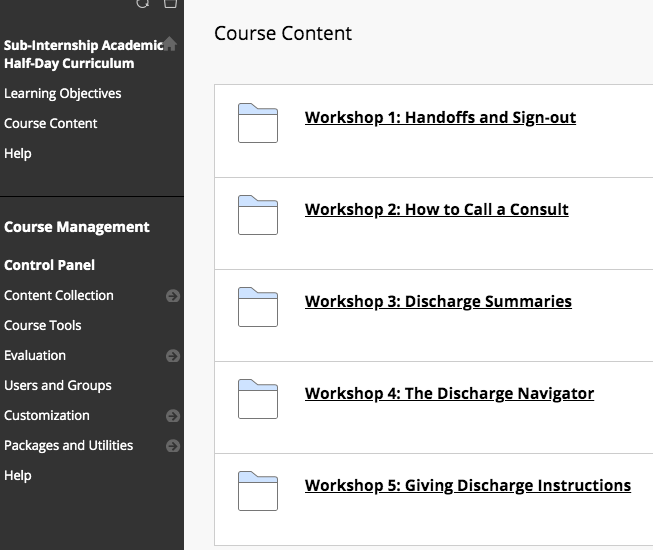 Sub-Internship Academic
Half-Day Curriculum
Learning Objectives
Course Content
Help
Course Management
Control Panel
Content Collection
Course Tools
Evaluation
Users and Groups
Customization
Packages and Utilities
Help
Course Content
Workshop 1: Handoffs and Sign-out
Workshop 2: How to Call a Consult
Workshop 3: Discharge Summaries
Workshop 4: The Discharge Navigator
Workshop 5: Giving Discharge Instructions